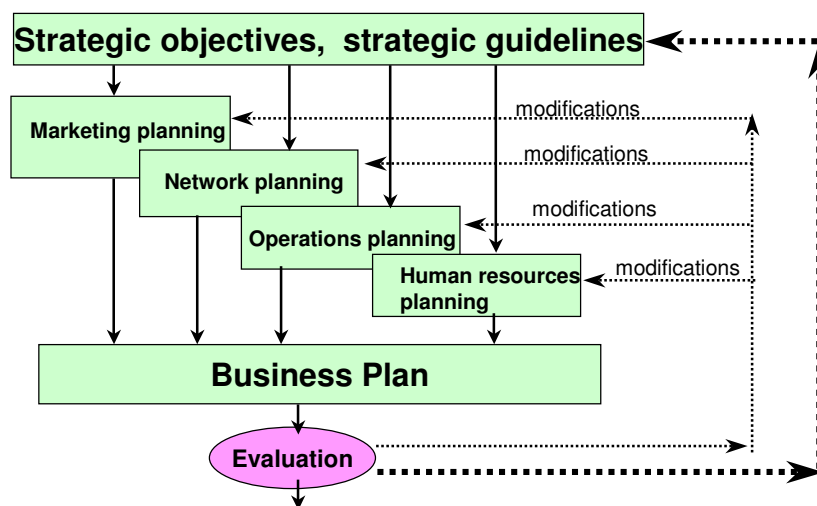 Strategic objectives, strategic guidelines
modifications
Marketing planning
modifications
Network planning
modifications
Operations planning
modifications
Human resources
planning
Business Plan
Evaluation